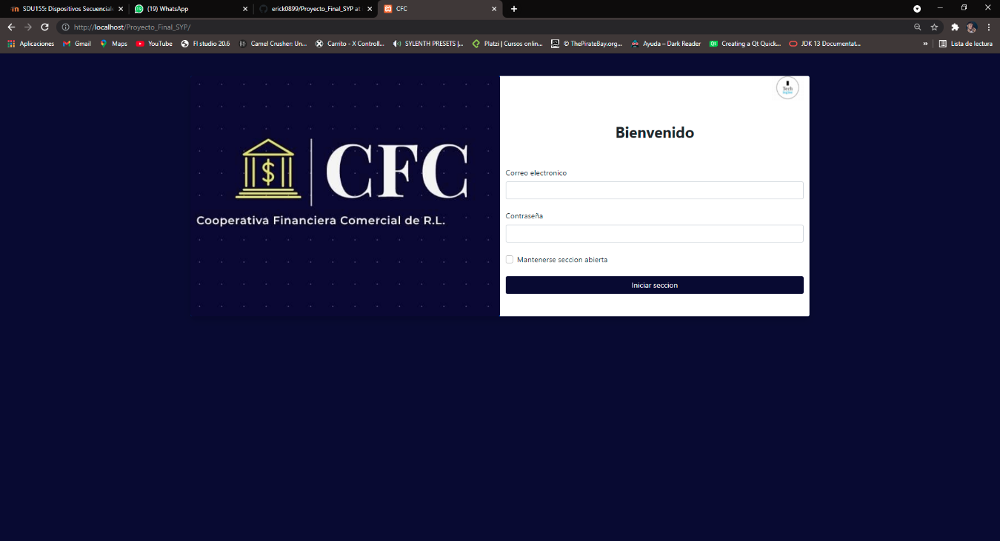 SDU155: Dispositivos Secuenciale
(19) WhatsApp
erick0899/Proyecto_Final_SYP at
CFC
http://localhost/Proyecto_Final_SYP/
Aplicaciones
Gmail
Maps
YouTube
Fl studio 20.6
Camel Crusher: Un...
Carrito - X Controll...
SYLENTH PRESETS |...
Platzi | Cursos onlin...
© ThePirateBay.org...
Ayuda – Dark Reader
Creating a Qt Quick...
JDK 13 Documentat...
»
Lista de lectura
$
CFC
Cooperativa Financiera Comercial de R.L.
Teck
Bienvenido
Correo electronico
Contraseña
Mantenerse seccion abierta
Iniciar seccion